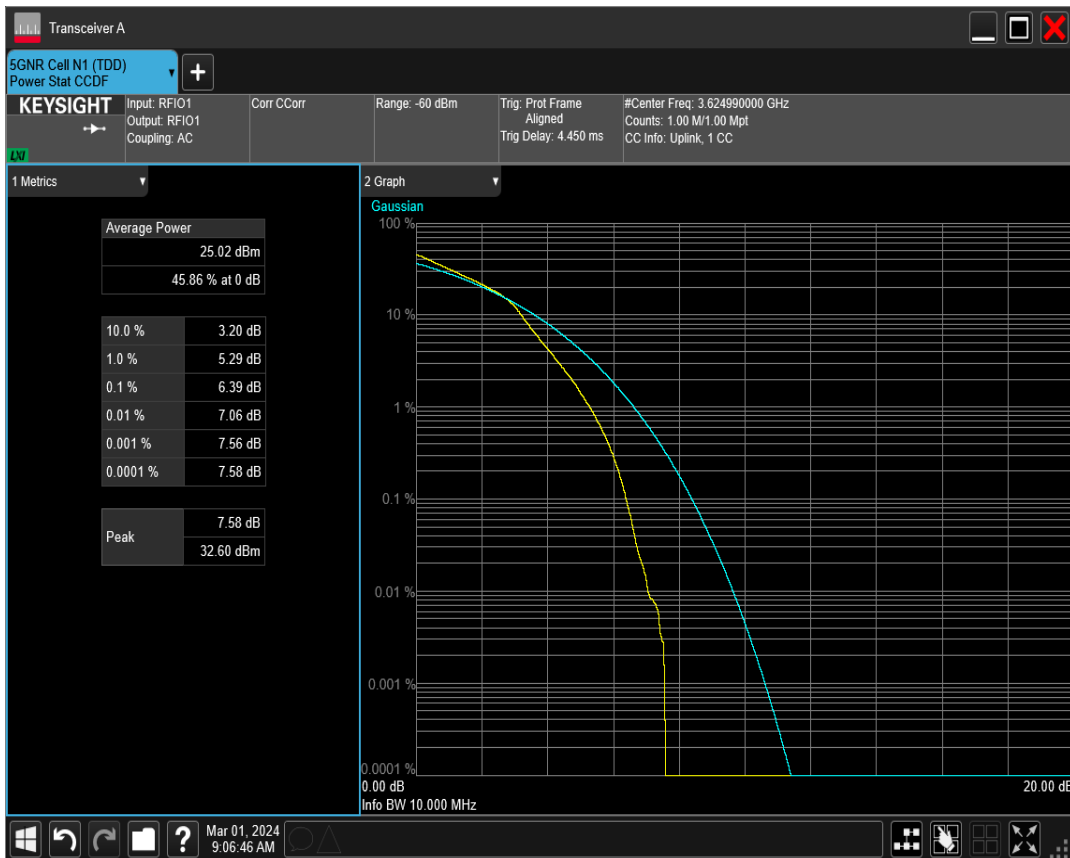 Transceiver A
5GNR Cell N1 (TDD)
Power Stat CCDF
KEYSIGHT
LXI
Input: RFIO1
Output: RFIO1
Coupling: AC
Corr CCorr
Range: -60 dBm
Trig: Prot Frame
Aligned
Trig Delay: 4.450 ms
#Center Freq: 3.624990000 GHz
Counts: 1.00 M/1.00 Mpt
CC Info: Uplink, 1 CC
1 Metrics
Average Power
25.02 dBm
45.86 % at 0 dB
10.0 % 3.20 dB
1.0 % 5.29 dB
0.1 % 6.39 dB
0.01 % 7.06 dB
0.001 % 7.56 dB
0.0001 % 7.58 dB
Peak 7.58 dB
32.60 dBm
2 Graph
Gaussian
100 %
10 %
1 %
0.1 %
0.01 %
0.001 %
0.0001 %
0.00 dB 20.00 dB
Info BW 10.000 MHz
?
Mar 01, 2024
9:06:46 AM